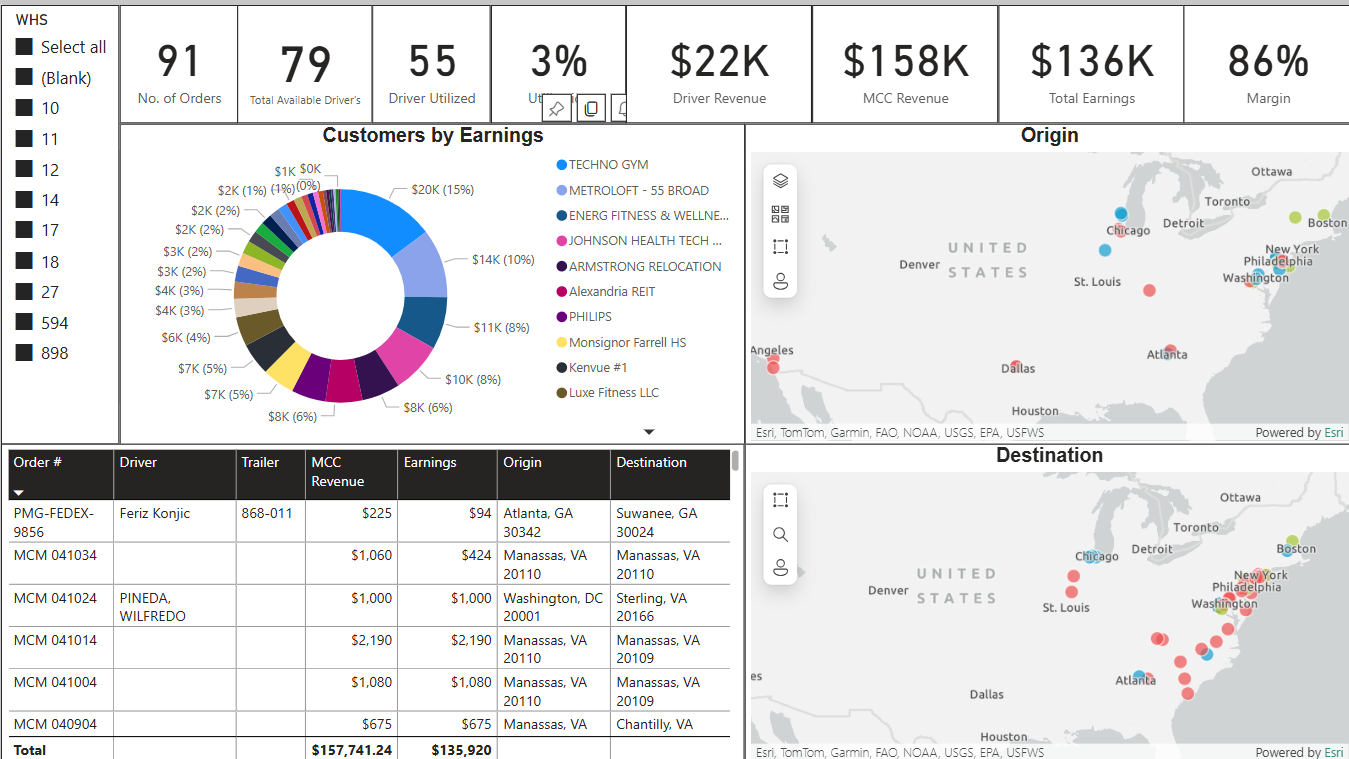 WHS
Select all
(Blank)
10
11
12
14
17
18
27
594
898
91
No. of Orders
79
Total Available Driver's
55
Driver Utilized
3%
$22K
Driver Revenue
$158K
MCC Revenue
$136K
Total Earnings
86%
Margin
Customers by Earnings
$20K (15%)
$14K (10%)
$11K (8%)
$10K (8%)
$8K (6%)
$8K (6%)
$7K (5%)
$7K (5%)
$6K (4%)
$4K (3%)
$4K (3%)
$3K (2%)
$3K (2%)
$2K (2%)
$2K (2%)
$2K (1%)
$1K
(1%)
$0K
(0%)
TECHNO GYM
METROLOFT - 55 BROAD
ENERG FITNESS & WELLNE...
JOHNSON HEALTH TECH ...
ARMSTRONG RELOCATION
Alexandria REIT
PHILIPS
Monsignor Farrell HS
Kenvue #1
Luxe Fitness LLC
Origin
Ottawa
Toronto
Boston
Chicago
Detroit
UNITED
STATES
New York
Denver
Philadelphia
St. Louis
Washington
Angeles
Atlanta
Dallas
Houston
Esri, TomTom, Garmin, FAO, NOAA, USGS, EPA, USFWS
Powered by Esri
Order # Driver Trailer MCC Revenue Earnings Origin Destination
PMG-FEDEX-9856 Feriz Konjic 868-011 $225 $94 Atlanta, GA 30342 Suwanee, GA 30024
MCM 041034 $1,060 $424 Manassas, VA 20110 Manassas, VA 20110
MCM 041024 PINEDA, WILFREDO $1,000 $1,000 Washington, DC 20001 Sterling, VA 20166
MCM 041014 $2,190 $2,190 Manassas, VA 20110 Manassas, VA 20109
MCM 041004 $1,080 $1,080 Manassas, VA 20110 Manassas, VA 20109
MCM 040904 $675 $675 Manassas, VA Chantilly, VA
Total $157,741.24 $135,920
Destination
Ottawa
Toronto
Boston
Chicago
Detroit
UNITED
STATES
New York
Denver
Philadelphia
St. Louis
Washington
es
Atlanta
Dallas
Houston
Esri, TomTom, Garmin, FAO, NOAA, USGS, EPA, USFWS
Powered by Esri